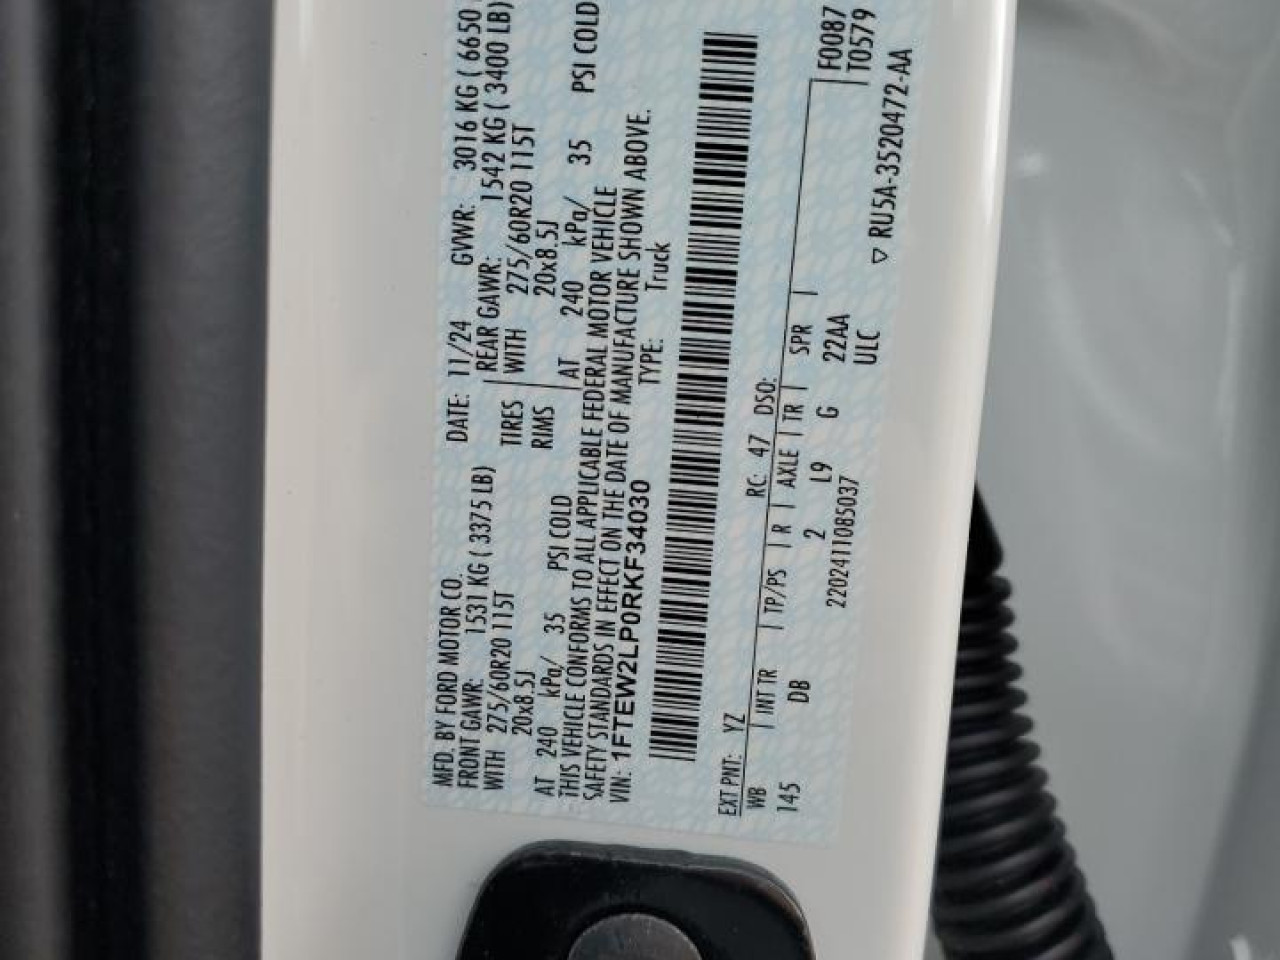 MFD. BY FORD MOTOR CO. DATE: 11/24 GVWR: 3016 KG ( 6650
FRONT GAWR: 1531 KG ( 3375 LB) REAR GAWR: 1542 KG ( 3400 LB)
WITH 275/60R20 115T TIRES WITH 275/60R20 115T
20x8.5J RIMS 20x8.5J
AT 240 kPa/ 35 PSI COLD AT 240 kPa/ 35 PSI COLD
THIS VEHICLE CONFORMS TO ALL APPLICABLE FEDERAL MOTOR VEHICLE
SAFETY STANDARDS IN EFFECT ON THE DATE OF MANUFACTURE SHOWN ABOVE.
VIN: 1FTEW2LP0RKF34030 TYPE: Truck
EXT PNT: YZ RC: 47 DSO:
WB | INT TR | TP/PS | R | AXLE | TR | SPR | F0087
145 DB 2 L9 G 22AA T0579
2202411085037 ULC
▽ RU5A-3520472-AA